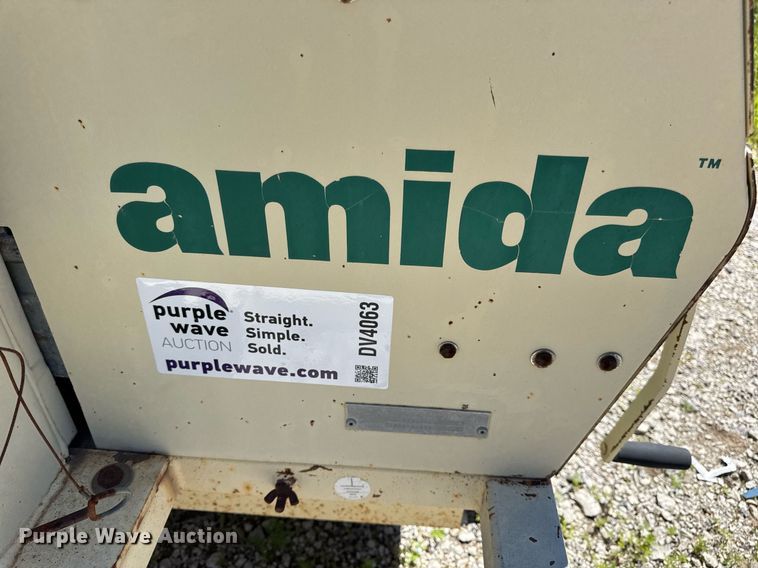 amida TM
purple
wave
AUCTION
Straight.
Simple.
Sold.
DV4063
purplewave.com
Purple Wave Auction